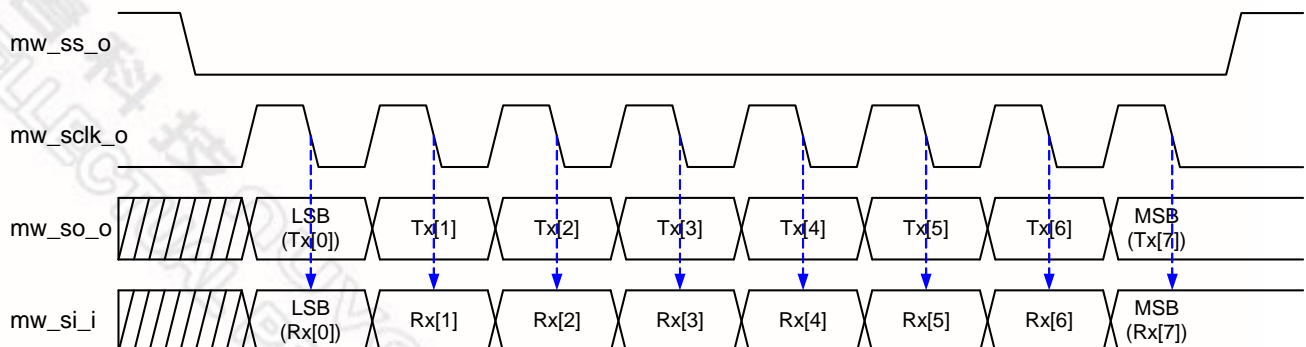 mw_ss_o
mw_sclk_o
mw_so_o
LSB
(Tx[0])
Tx[1]
Tx[2]
Tx[3]
Tx[4]
Tx[5]
Tx[6]
MSB
(Tx[7])
mw_si_i
LSB
(Rx[0])
Rx[1]
Rx[2]
Rx[3]
Rx[4]
Rx[5]
Rx[6]
MSB
(Rx[7])